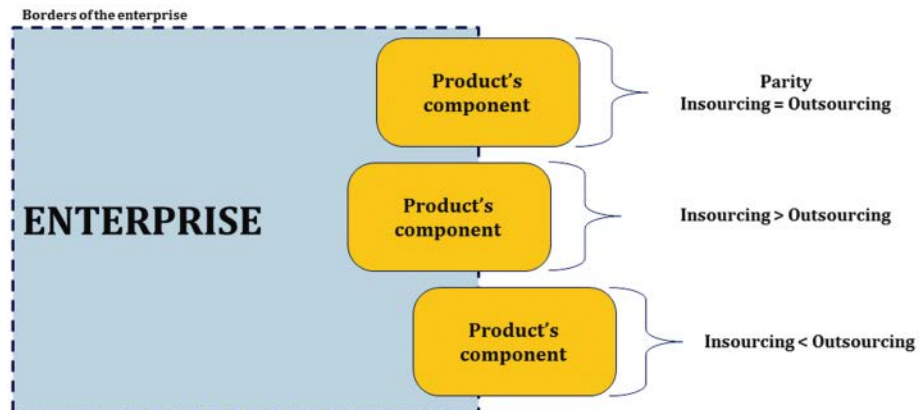 Borders of the enterprise
Product's
component
Parity
Insourcing = Outsourcing
ENTERPRISE
Product's
component
Insourcing > Outsourcing
Product's
component
Insourcing < Outsourcing